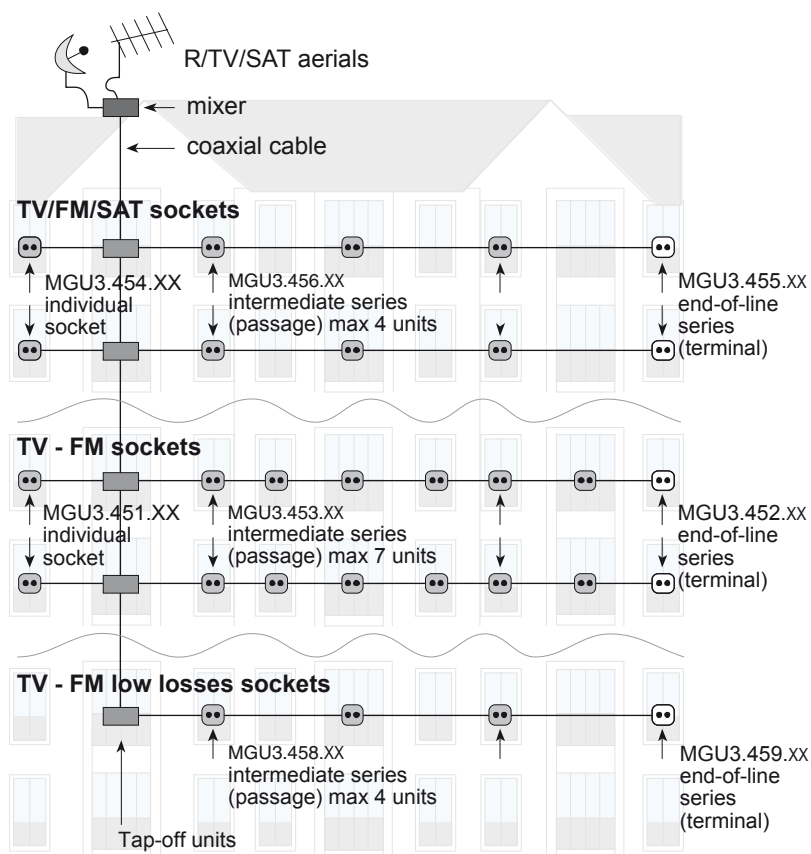 R/TV/SAT aerials
mixer
coaxial cable
TV/FM/SAT sockets
MGU3.454.XX
individual
socket
MGU3.456.XX
intermediate series
(passage) max 4 units
MGU3.455.XX
end-of-line
series
(terminal)
TV - FM sockets
MGU3.451.XX
individual
socket
MGU3.453.XX
intermediate series
(passage) max 7 units
MGU3.452.XX
end-of-line
series
(terminal)
TV - FM low losses sockets
MGU3.458.XX
intermediate series
(passage) max 4 units
MGU3.459.XX
end-of-line
series
(terminal)
Tap-off units